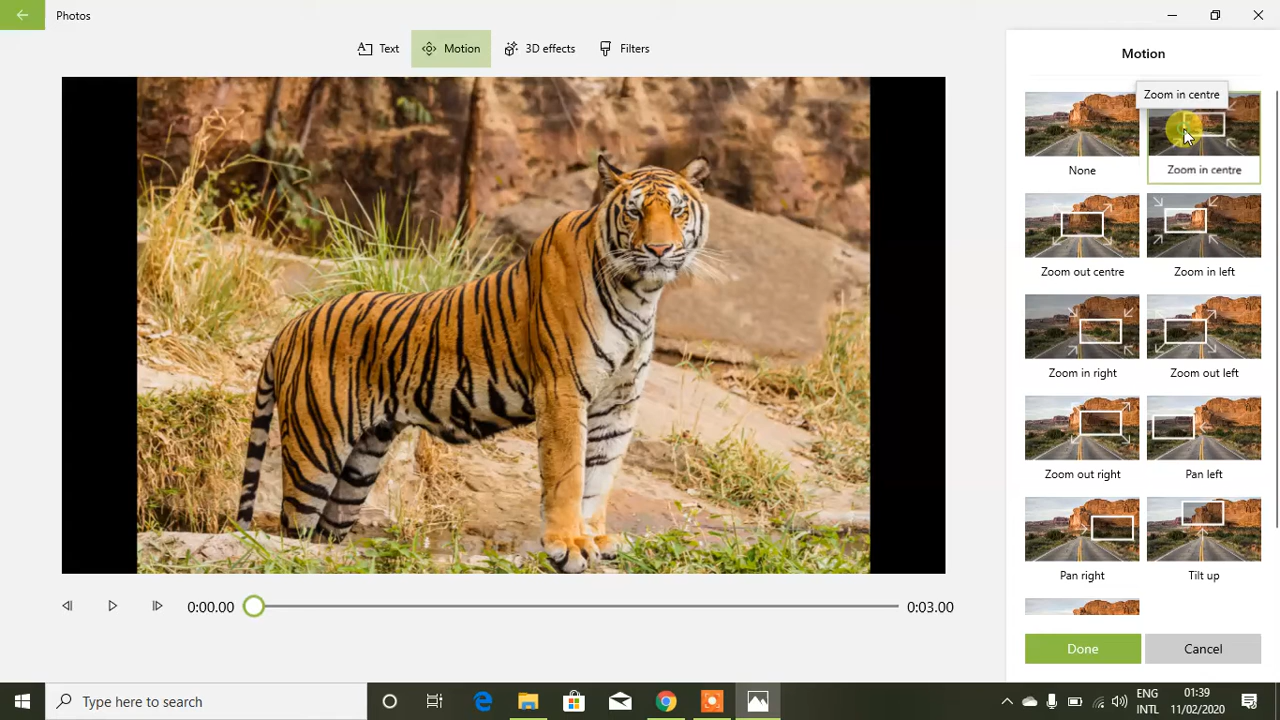 Photos
Text
Motion
3D effects
Filters
Motion
Zoom in centre
None
Zoom in centre
Zoom out centre
Zoom in left
Zoom in right
Zoom out left
Zoom out right
Pan left
Pan right
Tilt up
0:00.00
0:03.00
Done
Cancel
Type here to search
ENG
INTL
01:39
11/02/2020